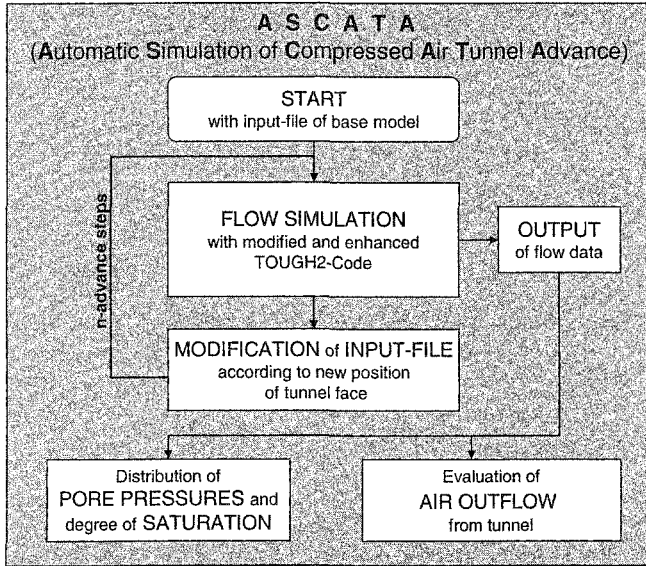 A S C A T A
(Automatic Simulation of Compressed Air Tunnel Advance)
START
with input-file of base model
n-advance steps
FLOW SIMULATION
with modified and enhanced
TOUGH2-Code
OUTPUT
of flow data
MODIFICATION of INPUT-FILE
according to new position
of tunnel face
Distribution of
PORE PRESSURES and
degree of SATURATION
Evaluation of
AIR OUTFLOW
from tunnel